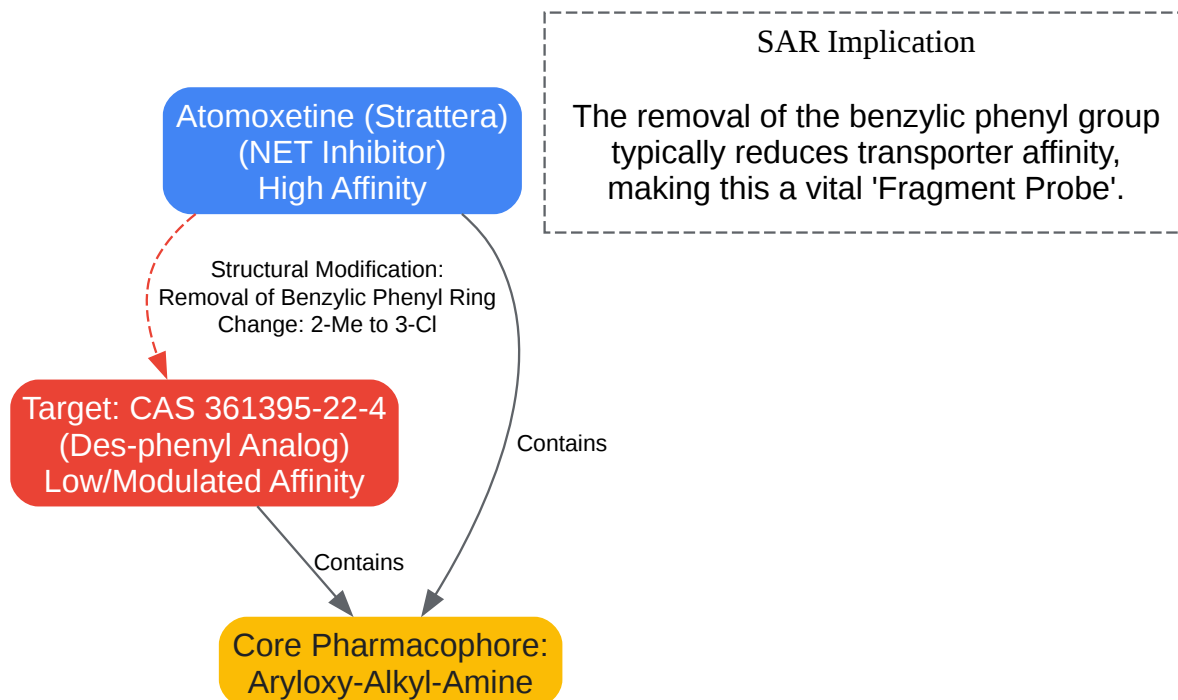 SAR Implication
The removal of the benzylic phenyl group
typically reduces transporter affinity,
making this a vital 'Fragment Probe'.
Atomoxetine (Strattera)
(NET Inhibitor)
High Affinity
Structural Modification:
Removal of Benzylic Phenyl Ring
Change: 2-Me to 3-Cl
Target: CAS 361395-22-4
(Des-phenyl Analog)
Low/Modulated Affinity
Contains
Contains
Core Pharmacophore:
Aryloxy-Alkyl-Amine